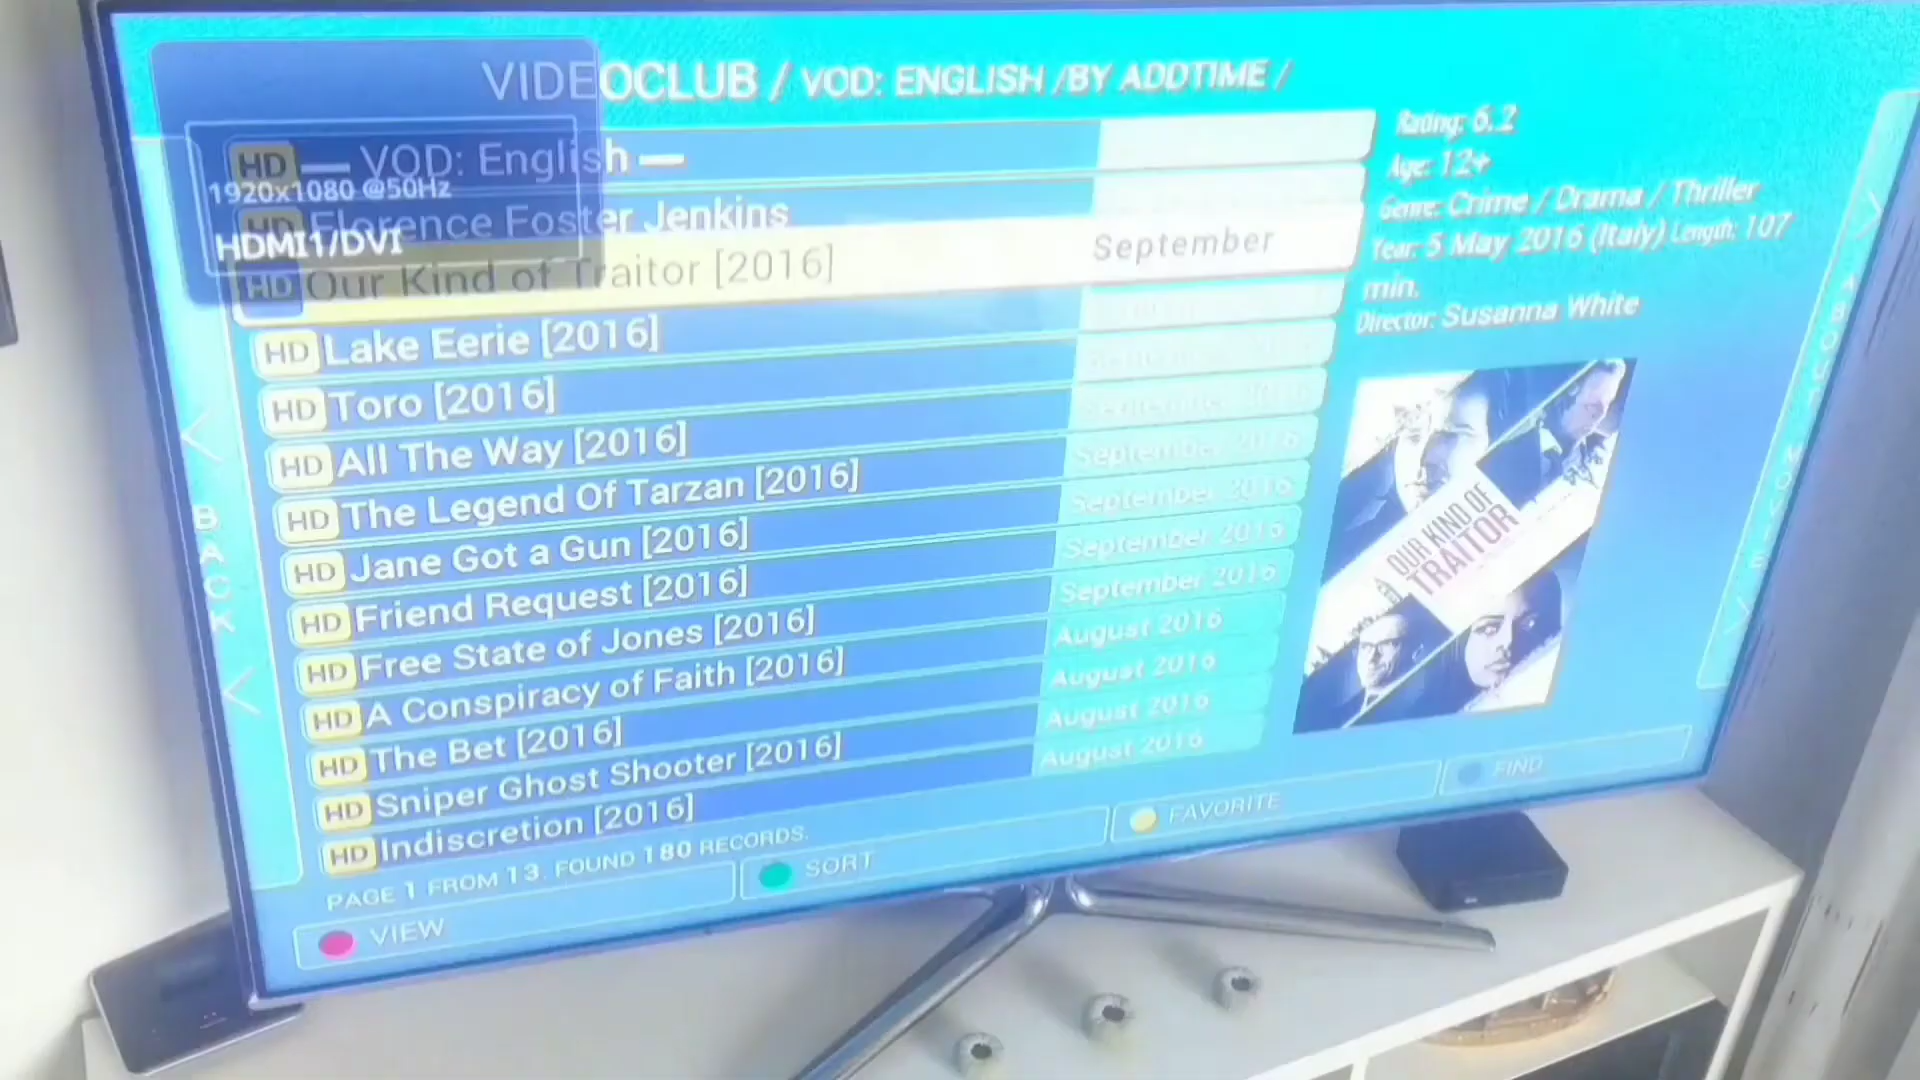 VIDEOCLUB / VOD: ENGLISH /BY ADDTIME /
HD — VOD: English —
1920x1080 @50Hz
HD Florence Foster Jenkins
HDMI1/DVI
HD Our Kind of Traitor [2016] September
HD Lake Eerie [2016]
HD Toro [2016]
HD All The Way [2016] September 2016
HD The Legend Of Tarzan [2016] September 2016
HD Jane Got a Gun [2016] September 2016
HD Friend Request [2016] September 2016
HD Free State of Jones [2016] August 2016
HD A Conspiracy of Faith [2016] August 2016
HD The Bet [2016] August 2016
HD Sniper Ghost Shooter [2016] August 2016
HD Indiscretion [2016]
PAGE 1 FROM 13. FOUND 180 RECORDS.
VIEW
SORT
FAVORITE
FIND
BACK
Rating: 6.2
Age: 12+
Genre: Crime / Drama / Thriller
Year: 5 May 2016 (Italy) Length: 107
min.
Director: Susanna White
OUR KIND OF
TRAITOR